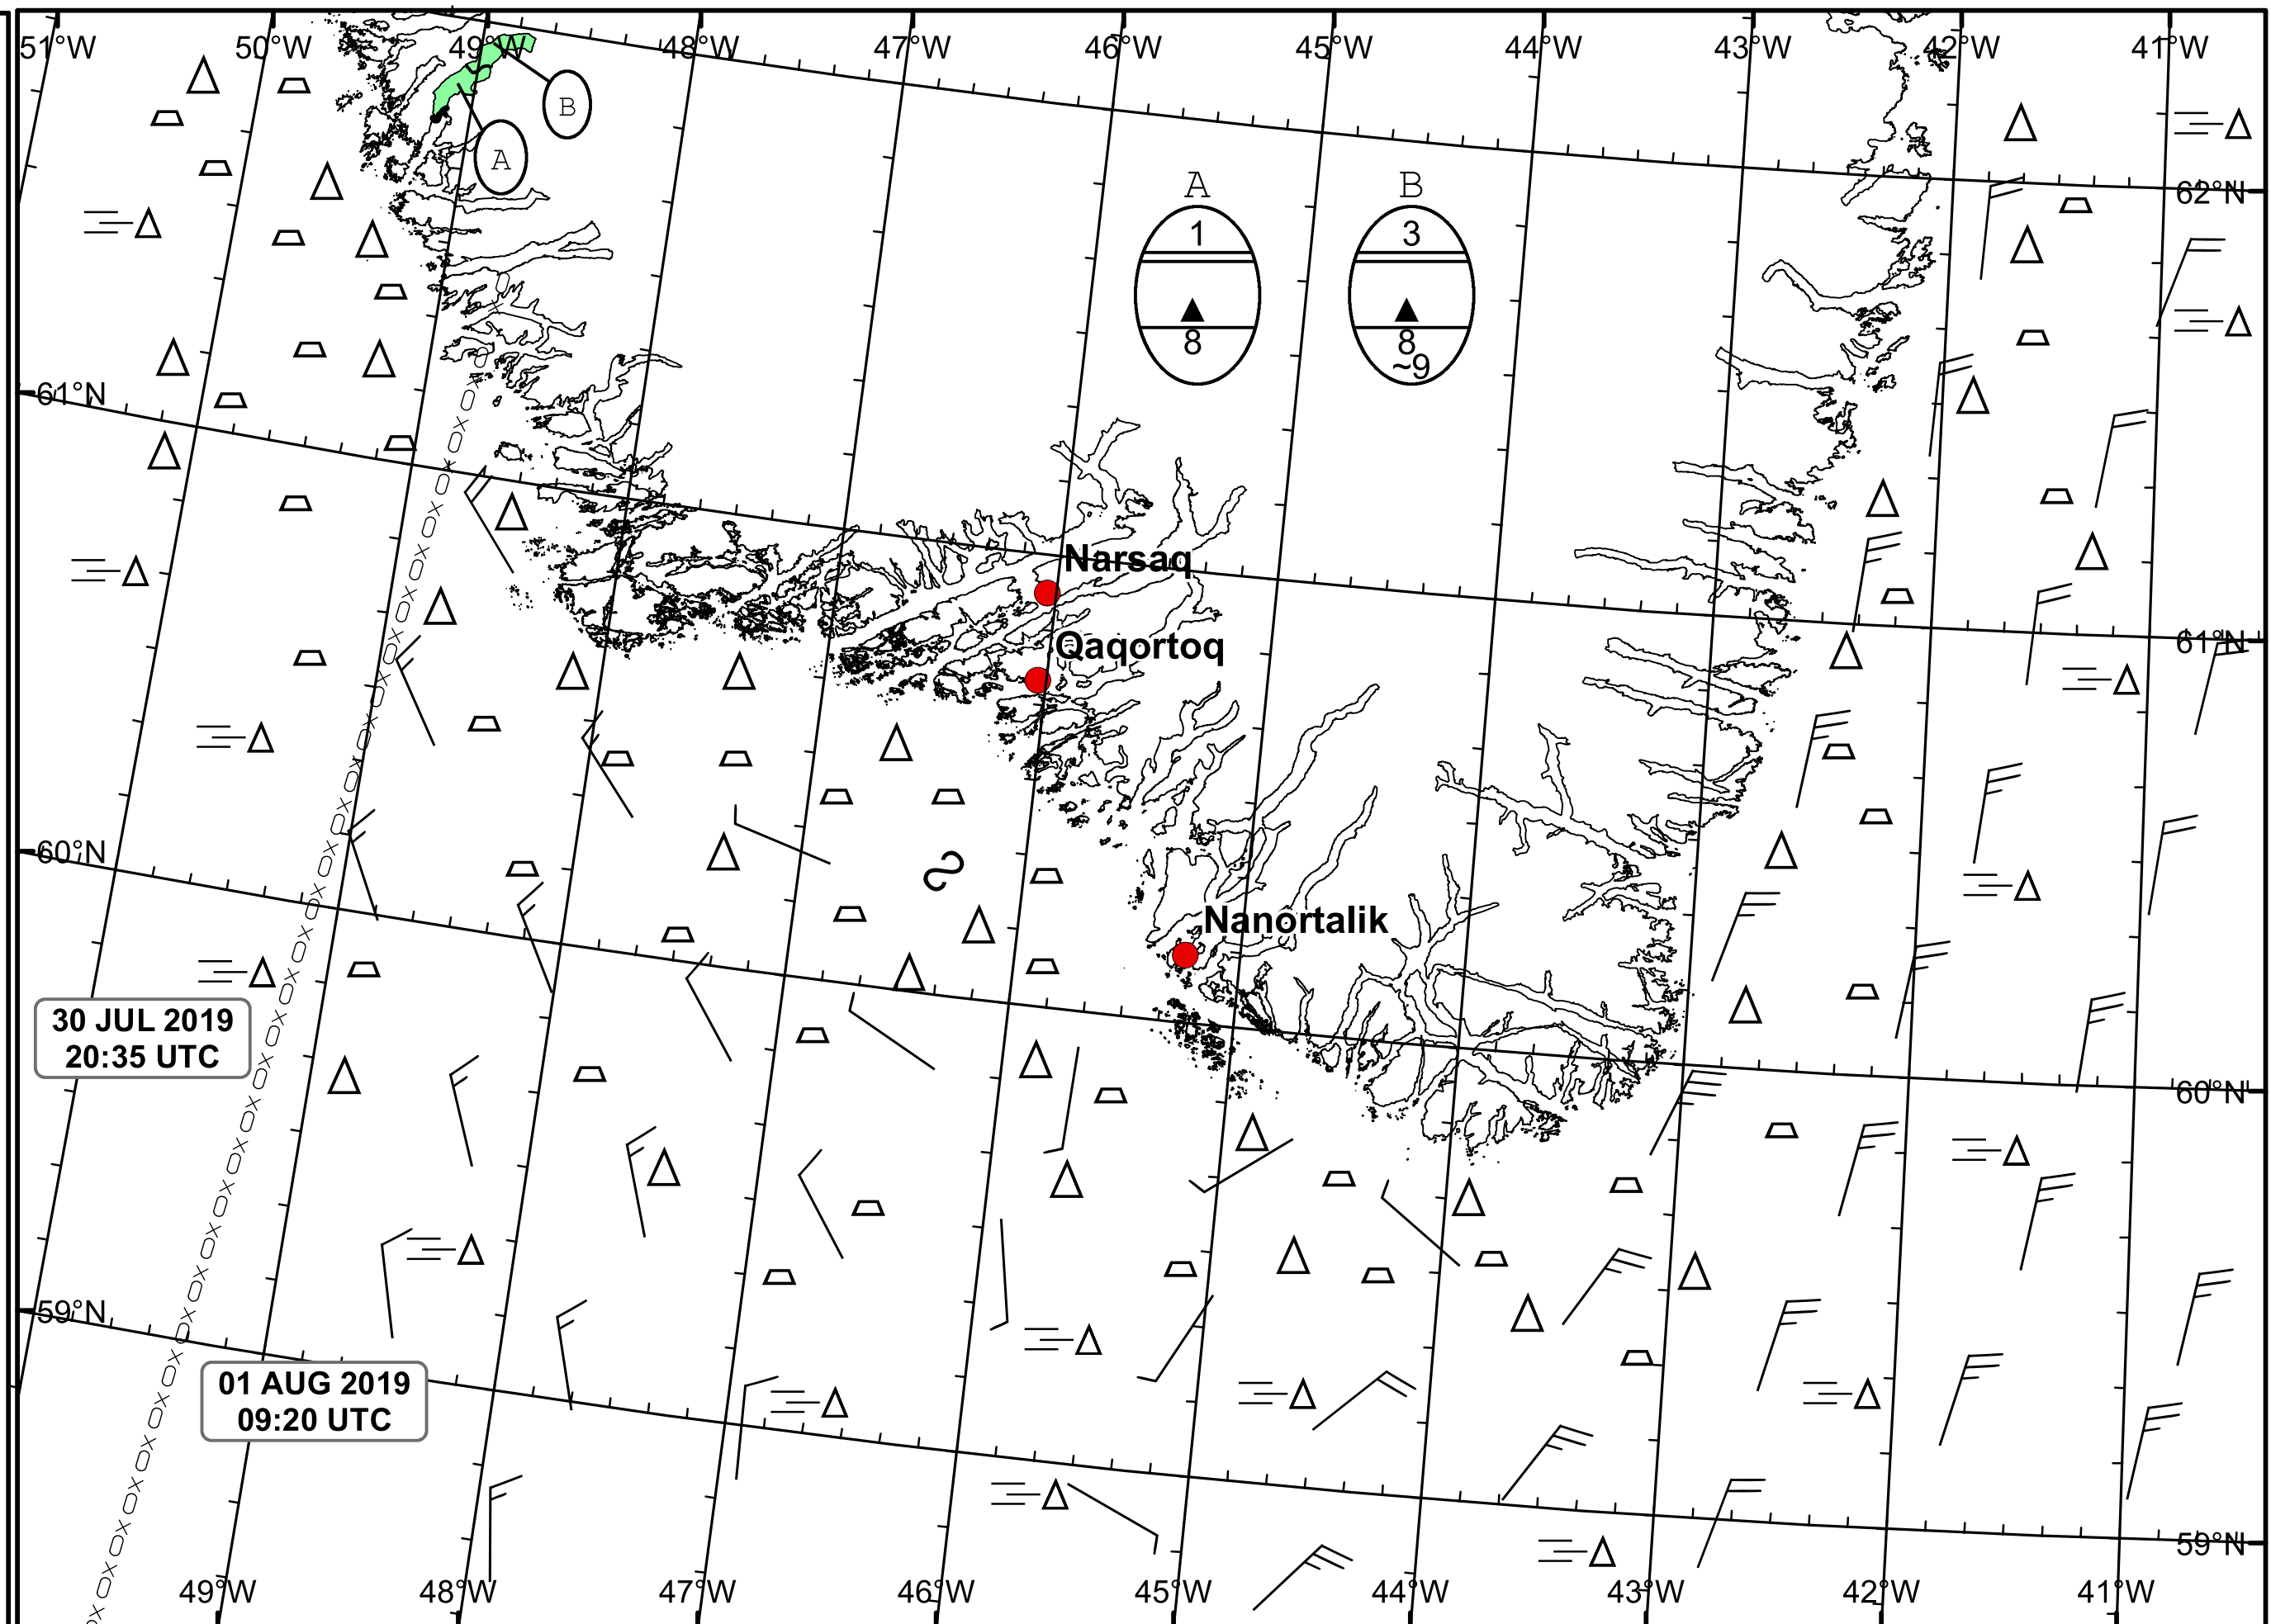 51°W 50°W 49°W 48°W 47°W 46°W 45°W 44°W 43°W 42°W 41°W
B
A
A B
1 3
8 8
~9
62°N
61°N
Narsaq
Qaqortoq
61°N
60°N
Nanortalik
30 JUL 2019
20:35 UTC
60°N
59°N
01 AUG 2019
09:20 UTC
59°N
49°W 48°W 47°W 46°W 45°W 44°W 43°W 42°W 41°W